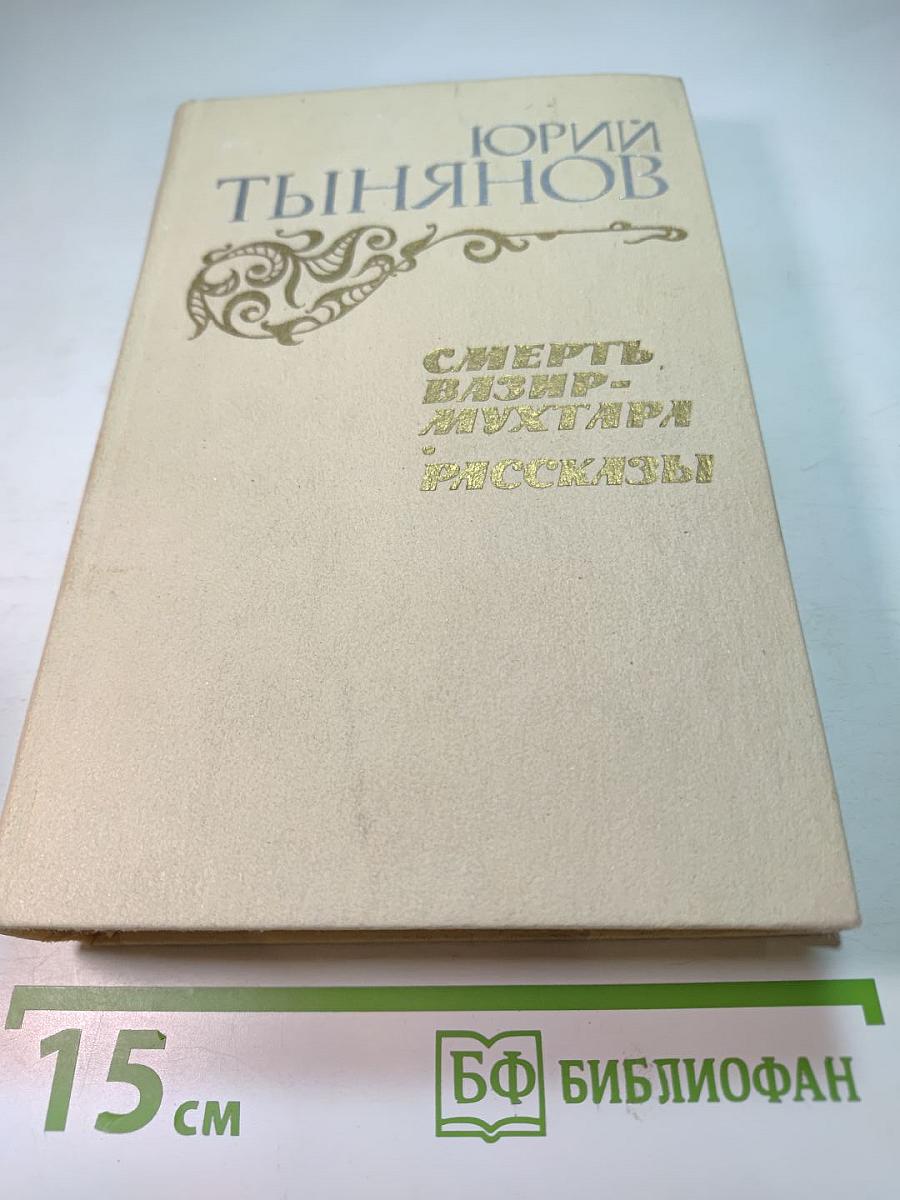 ЮРИЙ
ТЫНЯНОВ
СМЕРТЬ
ВАЗИР-
МУХТАРА
•
РАССКАЗЫ
15 см
БФ БИБЛИОФАН